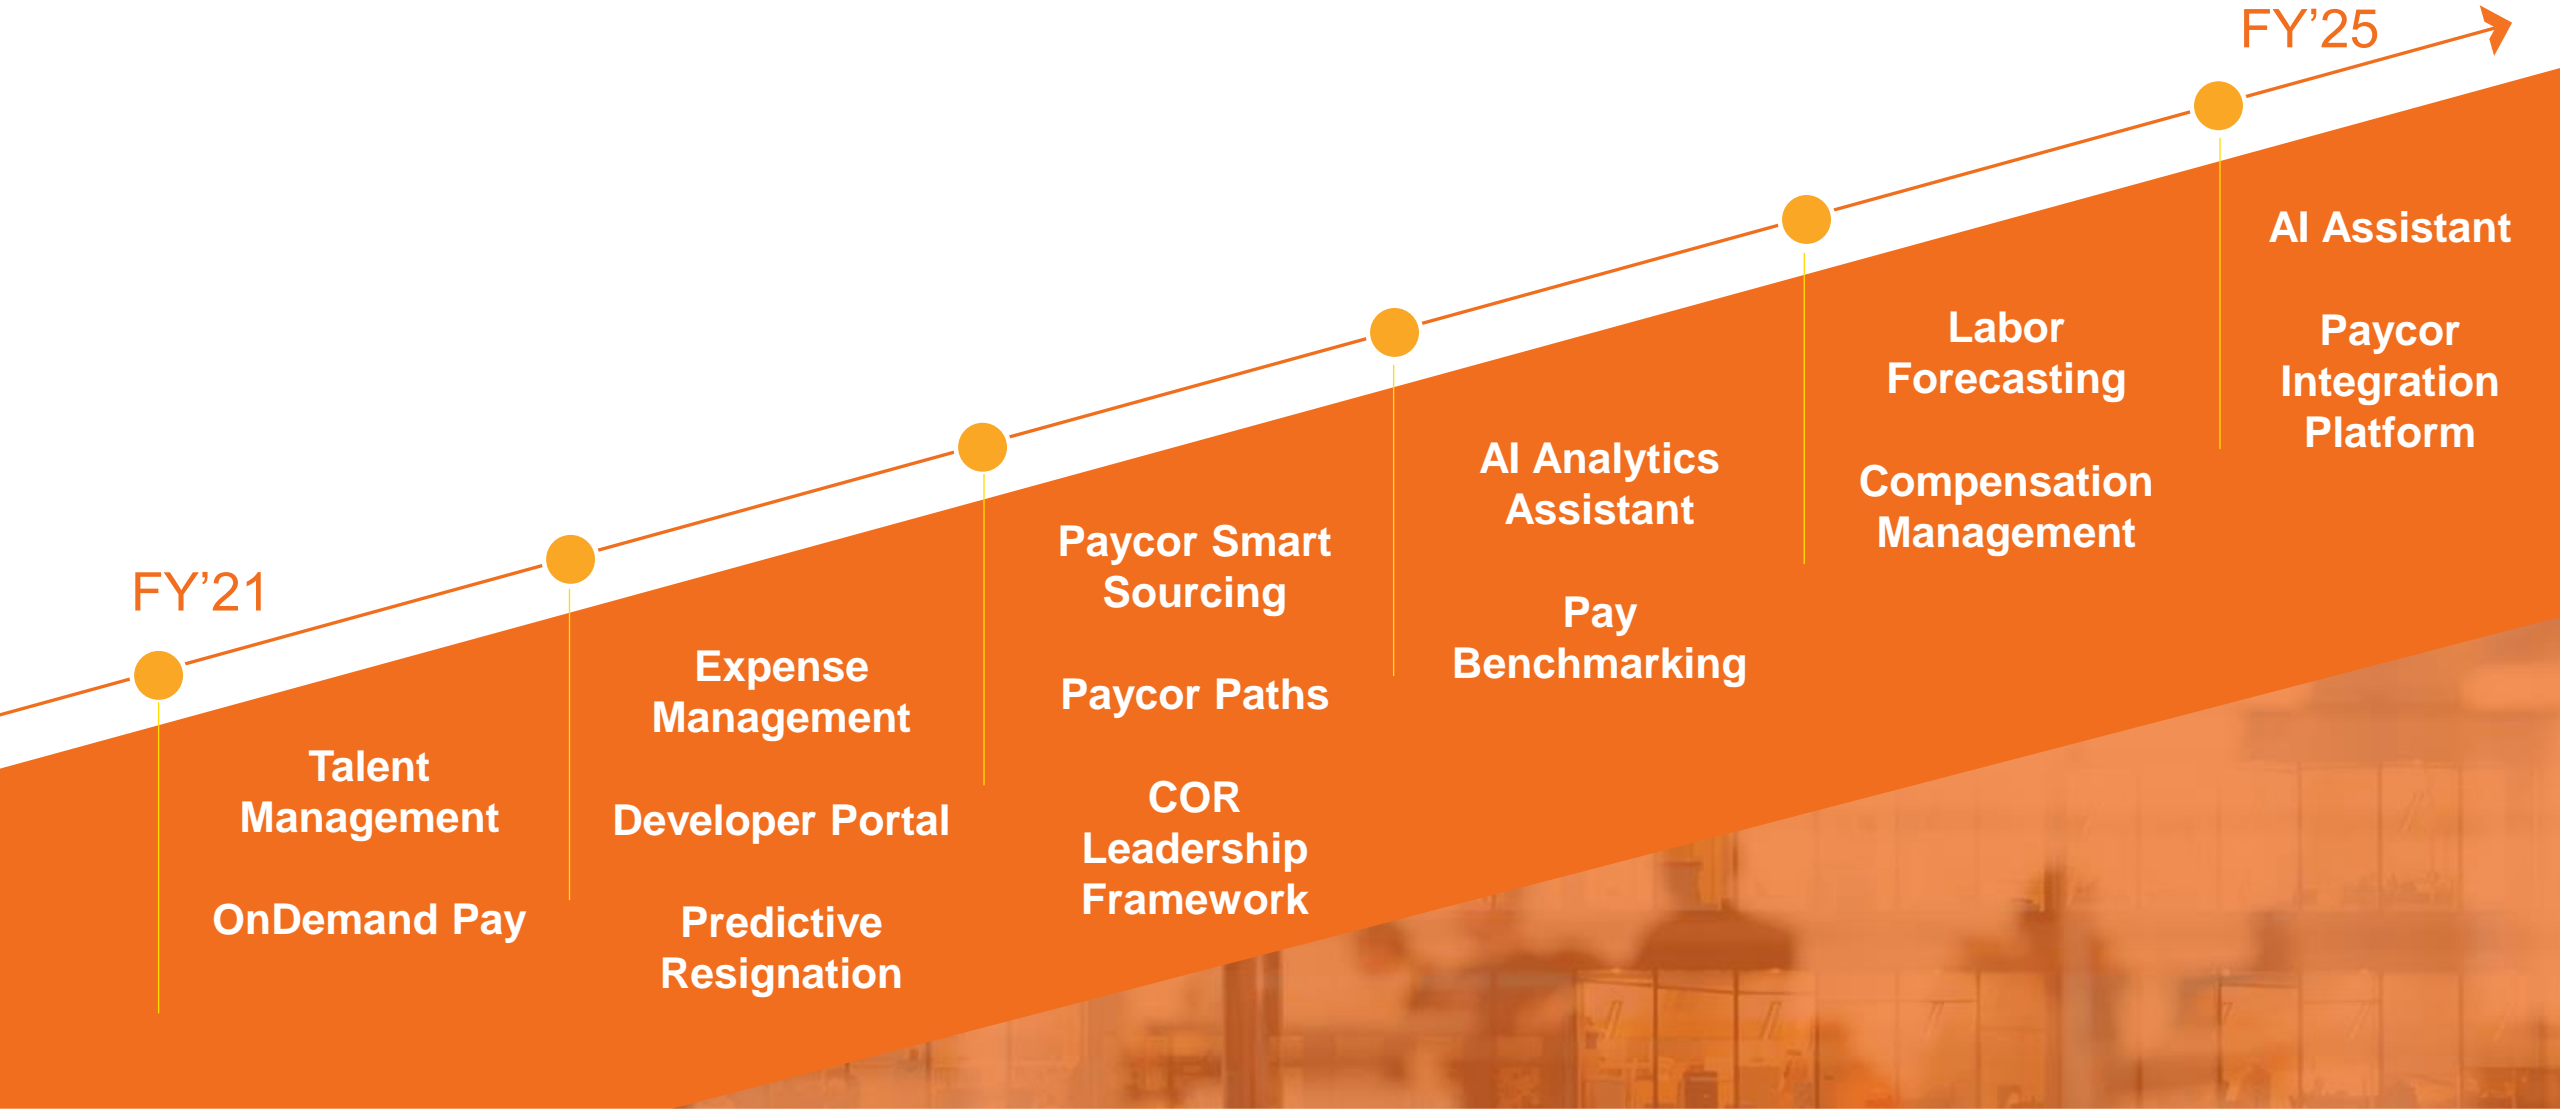 FY’21
Talent
Management
OnDemand Pay
Expense
Management
Developer Portal
Predictive
Resignation
Paycor Smart
Sourcing
Paycor Paths
COR
Leadership
Framework
AI Analytics
Assistant
Pay
Benchmarking
Labor
Forecasting
Compensation
Management
FY’25
AI Assistant
Paycor
Integration
Platform